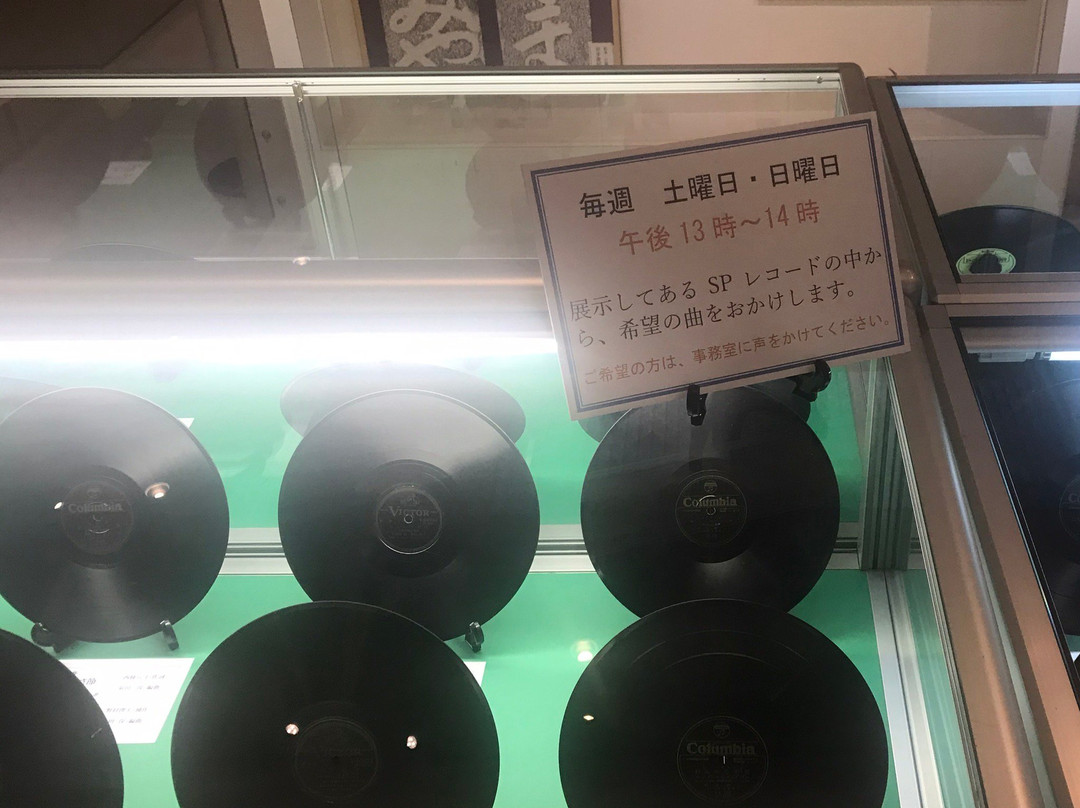 みや
ま
毎週　土曜日・日曜日
午後 13 時～14 時
展示してある SP レコードの中か
ら、希望の曲をおかけします。
ご希望の方は、事務室に声をかけてください。
Columbia
Victor
Columbia
Columbia